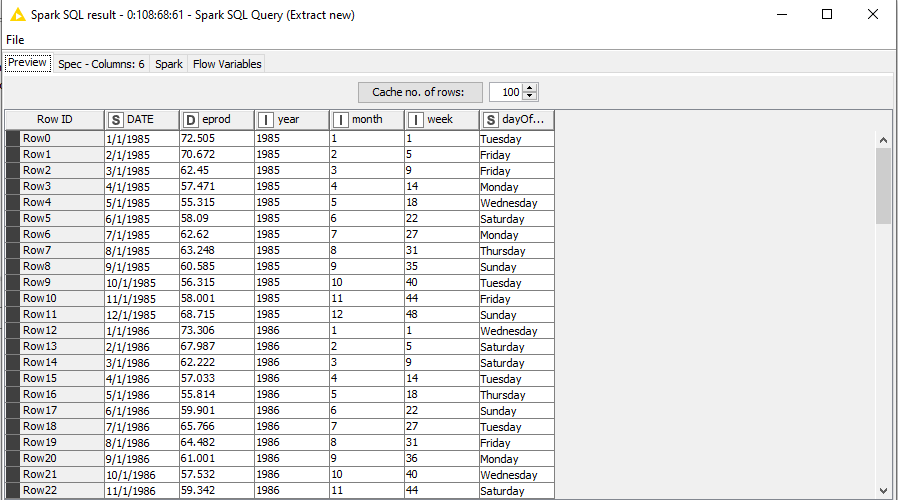 Spark SQL result - 0:108:68:61 - Spark SQL Query (Extract new)
File
Preview Spec - Columns: 6 Spark Flow Variables
Cache no. of rows: 100
Row ID S DATE D eprod I year I month I week S dayOf...
Row0 1/1/1985 72.505 1985 1 1 Tuesday
Row1 2/1/1985 70.672 1985 2 5 Friday
Row2 3/1/1985 62.45 1985 3 9 Friday
Row3 4/1/1985 57.471 1985 4 14 Monday
Row4 5/1/1985 55.315 1985 5 18 Wednesday
Row5 6/1/1985 58.09 1985 6 22 Saturday
Row6 7/1/1985 62.62 1985 7 27 Monday
Row7 8/1/1985 63.248 1985 8 31 Thursday
Row8 9/1/1985 60.585 1985 9 35 Sunday
Row9 10/1/1985 56.315 1985 10 40 Tuesday
Row10 11/1/1985 58.001 1985 11 44 Friday
Row11 12/1/1985 68.715 1985 12 48 Sunday
Row12 1/1/1986 73.306 1986 1 1 Wednesday
Row13 2/1/1986 67.987 1986 2 5 Saturday
Row14 3/1/1986 62.222 1986 3 9 Saturday
Row15 4/1/1986 57.033 1986 4 14 Tuesday
Row16 5/1/1986 55.814 1986 5 18 Thursday
Row17 6/1/1986 59.901 1986 6 22 Sunday
Row18 7/1/1986 65.766 1986 7 27 Tuesday
Row19 8/1/1986 64.482 1986 8 31 Friday
Row20 9/1/1986 61.001 1986 9 36 Monday
Row21 10/1/1986 57.532 1986 10 40 Wednesday
Row22 11/1/1986 59.342 1986 11 44 Saturday